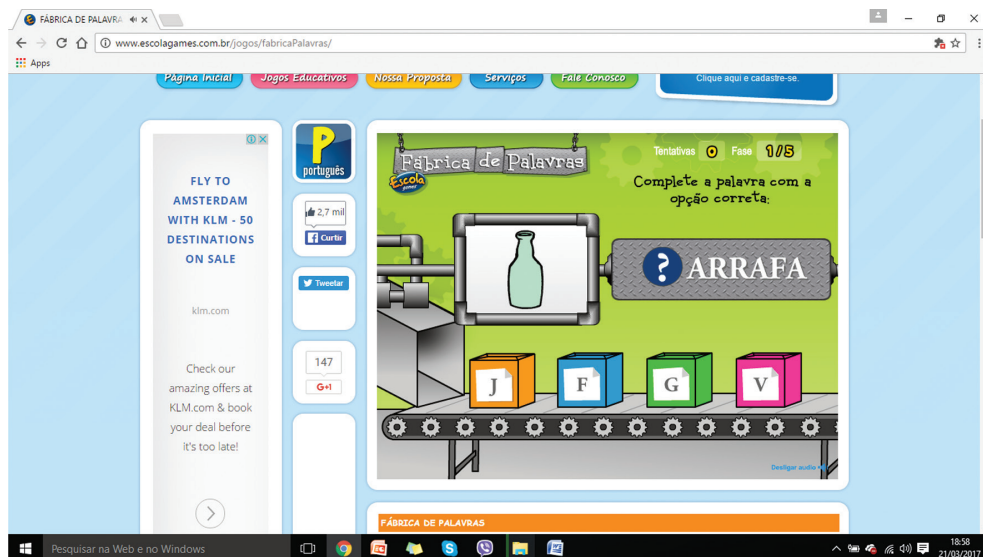 FÁBRICA DE PALAVRA
www.escolagames.com.br/jogos/fabricaPalavras/
Apps
Página Inicial
Jogos Educativos
Nossa Proposta
Serviços
Fale Conosco
Clique aqui e cadastre-se.
FLY TO
AMSTERDAM
WITH KLM - 50
DESTINATIONS
ON SALE
klm.com
Check our
amazing offers at
KLM.com & book
your deal before
it's too late!
P
português
2,7 mil
Curtir
Tweetar
147
G+1
Fábrica de Palavras
Escola
games
Tentativas 0 Fase 1/5
Complete a palavra com a
opção correta:
? ARRAFA
J F G V
Desligar audio
FÁBRICA DE PALAVRAS
Pesquisar na Web e no Windows
18:58
21/03/2017